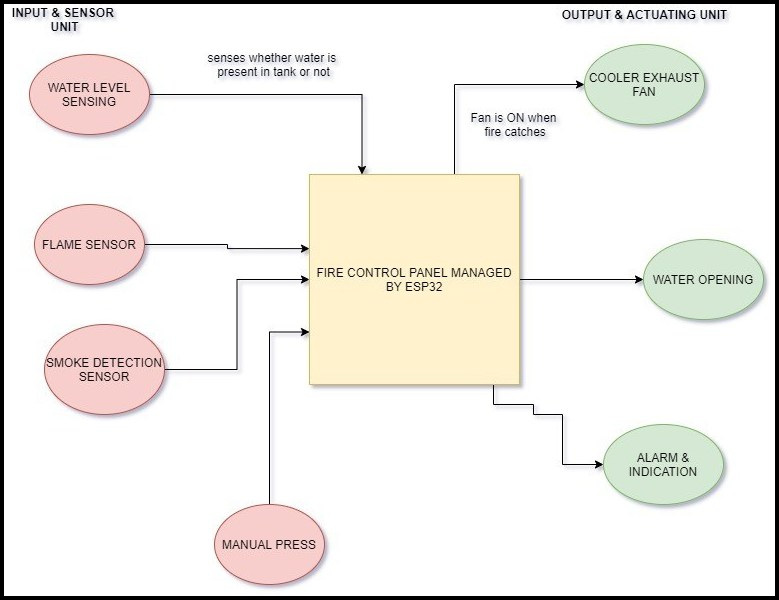 INPUT & SENSOR
UNIT
OUTPUT & ACTUATING UNIT
WATER LEVEL
SENSING
senses whether water is
present in tank or not
COOLER EXHAUST
FAN
Fan is ON when
fire catches
FLAME SENSOR
FIRE CONTROL PANEL MANAGED
BY ESP32
WATER OPENING
SMOKE DETECTION
SENSOR
ALARM &
INDICATION
MANUAL PRESS